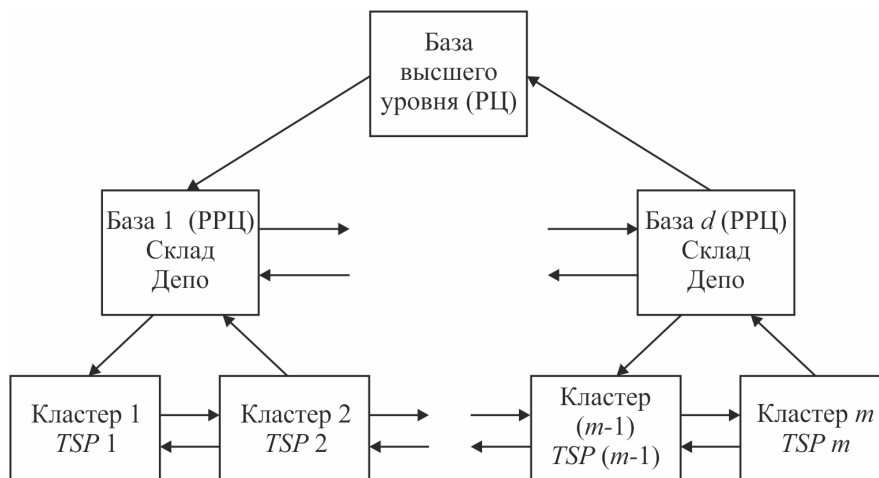 База
высшего
уровня (РЦ)
База 1 (РРЦ)
Склад
Депо
База d (РРЦ)
Склад
Депо
Кластер 1
TSP 1
Кластер 2
TSP 2
Кластер
(m-1)
TSP (m-1)
Кластер m
TSP m